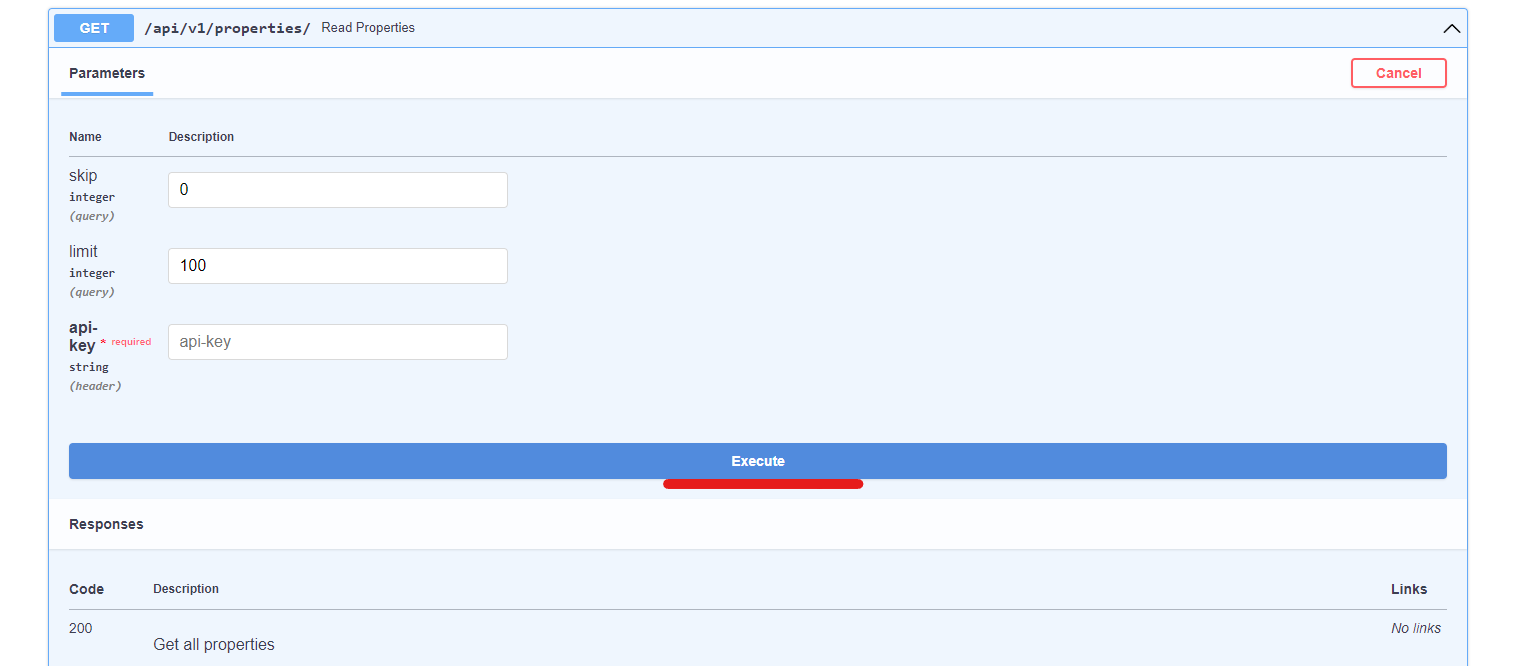 GET /api/v1/properties/ Read Properties
Parameters Cancel
Name Description
skip
integer
(query)
0
limit
integer
(query)
100
api-
key * required
string
(header)
api-key
Execute
Responses
Code Description Links
200 No links
Get all properties